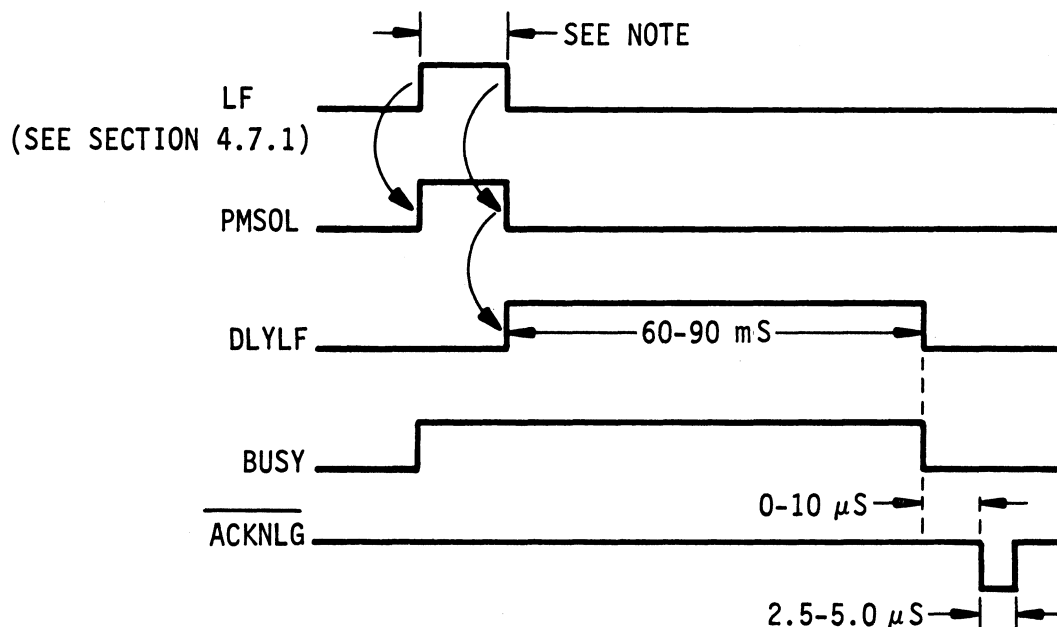 SEE NOTE
LF
(SEE SECTION 4.7.1)
PMSOL
DLYLF
60-90 mS
BUSY
0-10 μS
ACKNLG
2.5-5.0 μS